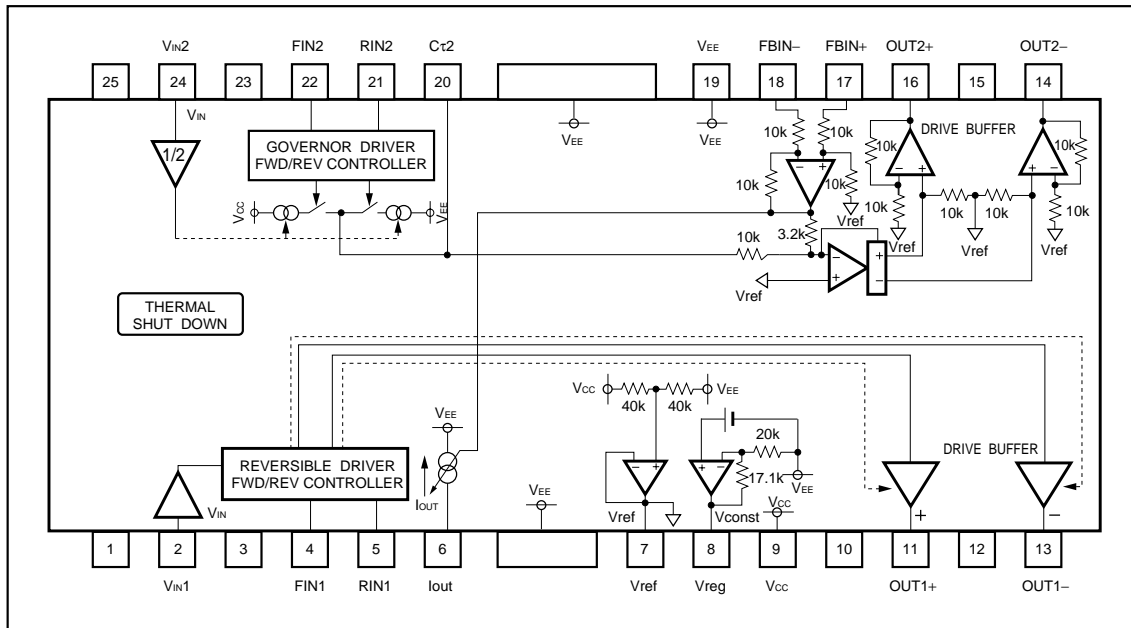 VIN2 FIN2 RIN2 Cτ2 VEE FBIN− FBIN+ OUT2+ OUT2−
25 24 23 22 21 20 19 18 17 16 15 14
VIN
1/2
GOVERNOR DRIVER
FWD/REV CONTROLLER
VEE
VEE
10k 10k
DRIVE BUFFER
10k
10k
− +
− +
+ −
10k
10k
10k
10k 10k
10k
VCC
VEE
Vref
3.2k
Vref
Vref
Vref
10k
−
+
+
−
Vref
THERMAL
SHUT DOWN
VCC
VEE
40k 40k
VEE
20k
REVERSIBLE DRIVER
FWD/REV CONTROLLER
− +
+ −
17.1k
VEE
DRIVE BUFFER
VIN
IOUT
VEE
Vref
Vconst
VCC
+ −
1 2 3 4 5 6 7 8 9 10 11 12 13
VIN1 FIN1 RIN1 Iout Vref Vreg VCC OUT1+ OUT1−